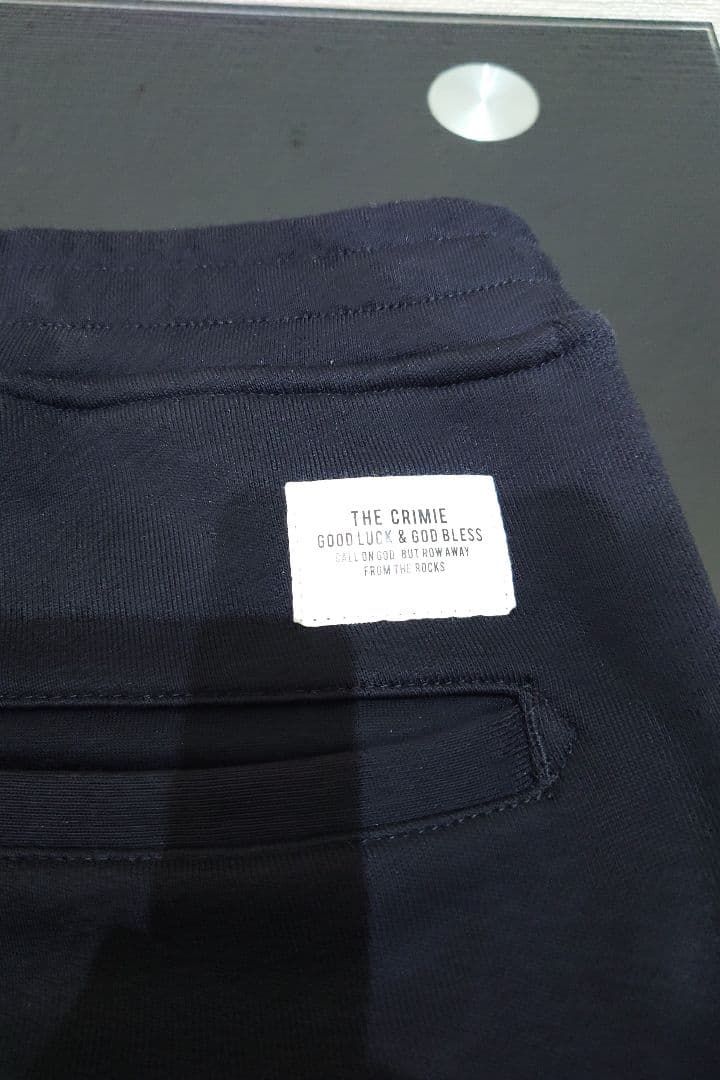 THE CRIMIE
GOOD LUCK & GOD BLESS
CALL ON GOD BUT ROW AWAY
FROM THE ROCKS